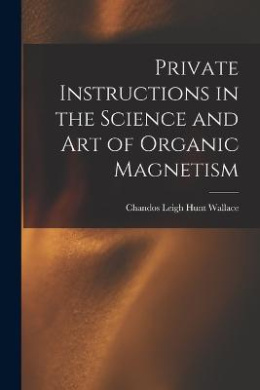 Private
Instructions in
the Science and
Art of Organic
Magnetism
Chandos Leigh Hunt Wallace